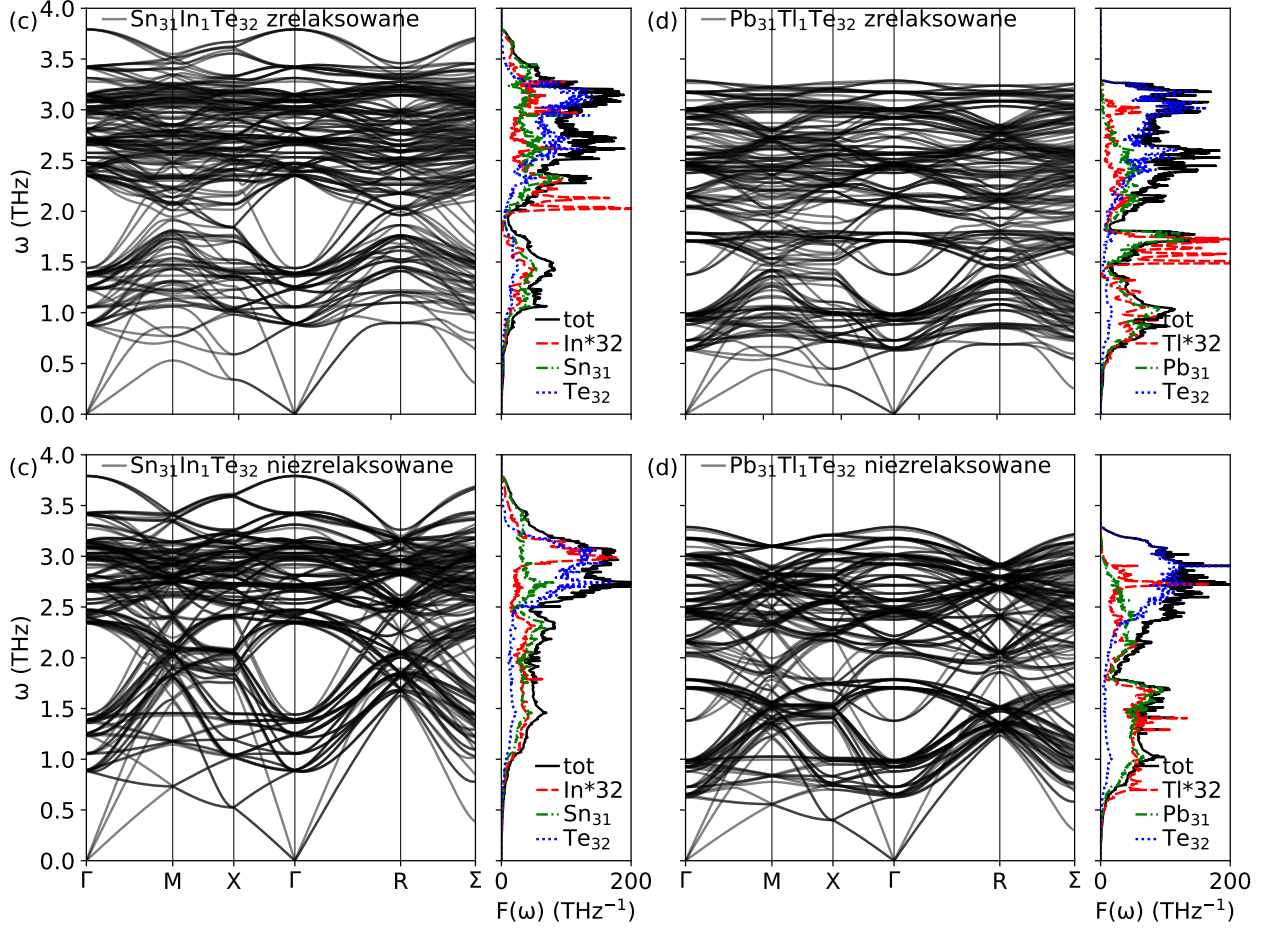 (c)
Sn₃₁In₁Te₃₂ zrelaksowane
4.0
3.5
3.0
2.5
2.0
1.5
1.0
0.5
0.0
ω (THz)
tot
In*32
Sn₃₁
Te₃₂
(d)
Pb₃₁Tl₁Te₃₂ zrelaksowane
tot
Tl*32
Pb₃₁
Te₃₂
(c)
Sn₃₁In₁Te₃₂ niezrelaksowane
4.0
3.5
3.0
2.5
2.0
1.5
1.0
0.5
0.0
ω (THz)
Γ M X Γ R Σ
tot
In*32
Sn₃₁
Te₃₂
0 200
F(ω) (THz⁻¹)
(d)
Pb₃₁Tl₁Te₃₂ niezrelaksowane
Γ M X Γ R Σ
tot
Tl*32
Pb₃₁
Te₃₂
0 200
F(ω) (THz⁻¹)